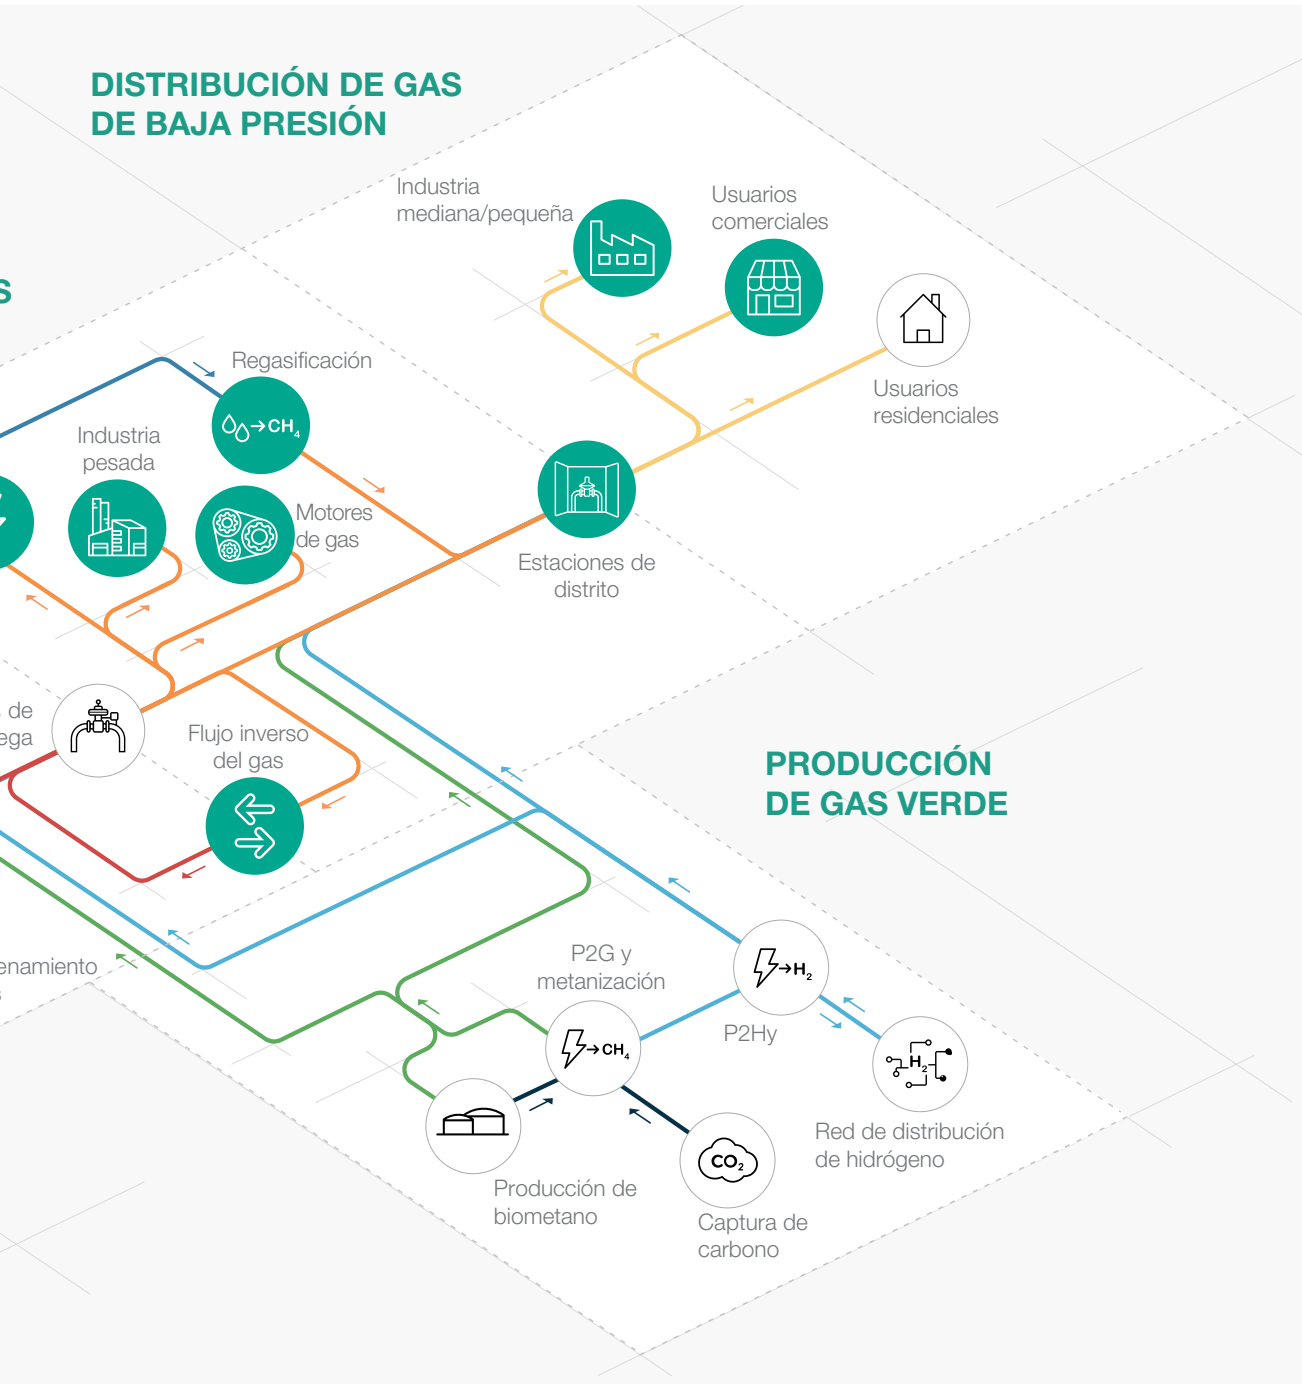 DISTRIBUCIÓN DE GAS
DE BAJA PRESIÓN
Industria
mediana/pequeña
Usuarios
comerciales
S
Regasificación
Usuarios
residenciales
→CH4
Industria
pesada
Motores
de gas
Estaciones de
distrito
de
Flujo inverso
del gas
PRODUCCIÓN
DE GAS VERDE
P2G y
metanización
→H2
P2Hy
→CH4
H2
Red de distribución
de hidrógeno
CO2
Producción de
biometano
Captura de
carbono